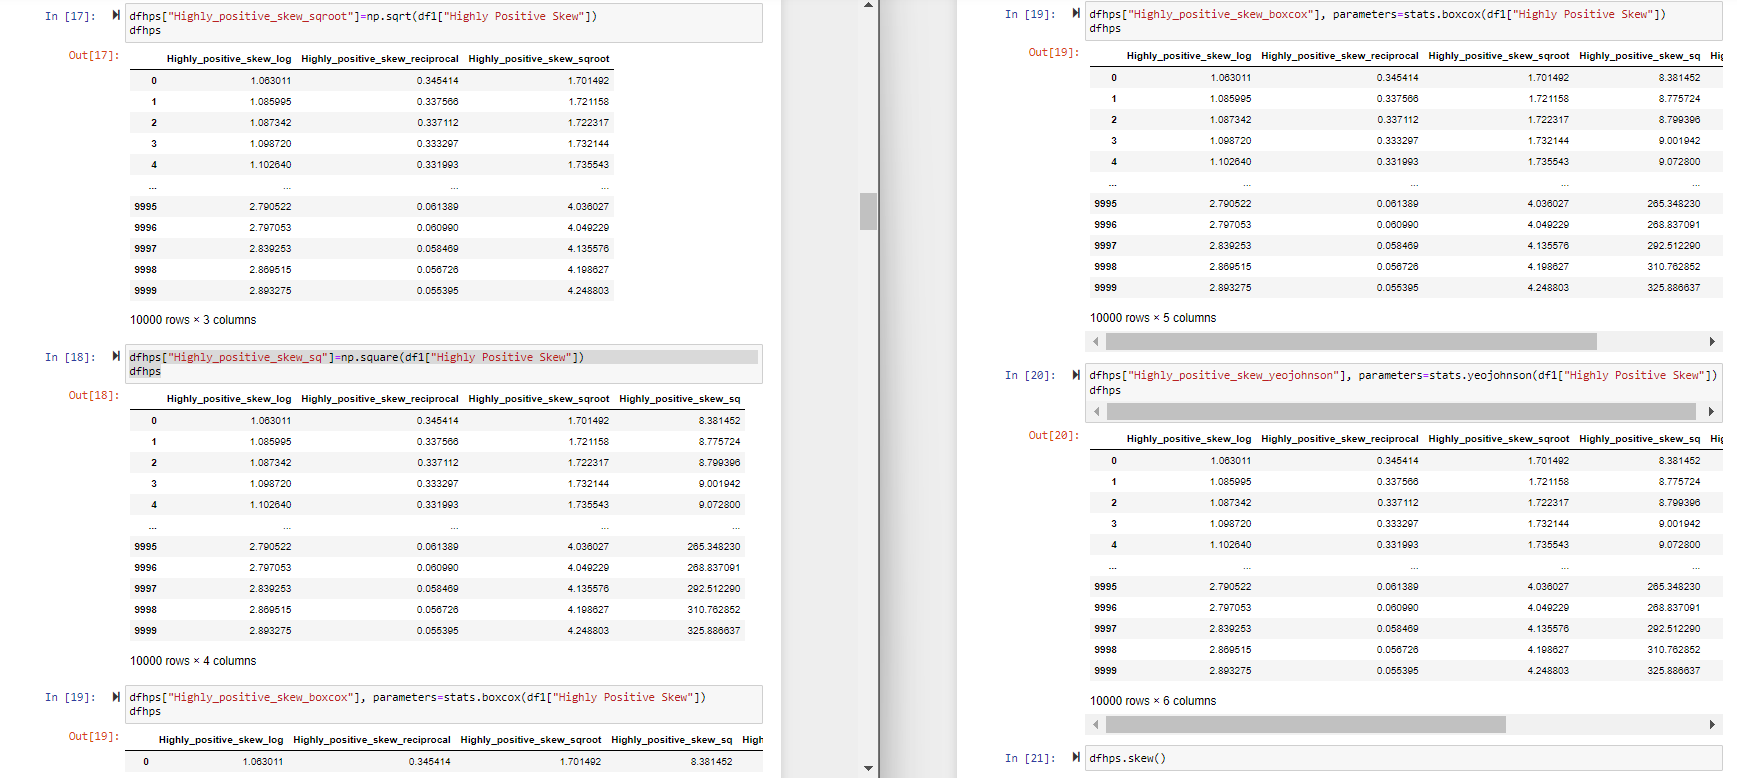 In [17]: dfhps["Highly_positive_skew_sqroot"]=np.sqrt(df1["Highly Positive Skew"])
dfhps
Out[17]:
Highly_positive_skew_log Highly_positive_skew_reciprocal Highly_positive_skew_sqroot
0 1.063011 0.345414 1.701492
1 1.085995 0.337566 1.721158
2 1.087342 0.337112 1.722317
3 1.098720 0.333297 1.732144
4 1.102640 0.331993 1.735543
... ... ... ...
9995 2.790522 0.061389 4.036027
9996 2.797053 0.060990 4.049229
9997 2.839253 0.058469 4.135576
9998 2.869515 0.056726 4.198627
9999 2.893275 0.055395 4.248803
10000 rows × 3 columns
In [18]: dfhps["Highly_positive_skew_sq"]=np.square(df1["Highly Positive Skew"])
dfhps
Out[18]:
Highly_positive_skew_log Highly_positive_skew_reciprocal Highly_positive_skew_sqroot Highly_positive_skew_sq
0 1.063011 0.345414 1.701492 8.381452
1 1.085995 0.337566 1.721158 8.775724
2 1.087342 0.337112 1.722317 8.799396
3 1.098720 0.333297 1.732144 9.001942
4 1.102640 0.331993 1.735543 9.072800
... ... ... ... ...
9995 2.790522 0.061389 4.036027 265.348230
9996 2.797053 0.060990 4.049229 268.837091
9997 2.839253 0.058469 4.135576 292.512290
9998 2.869515 0.056726 4.198627 310.762852
9999 2.893275 0.055395 4.248803 325.886637
10000 rows × 4 columns
In [19]: dfhps["Highly_positive_skew_boxcox"], parameters=stats.boxcox(df1["Highly Positive Skew"])
dfhps
Out[19]:
Highly_positive_skew_log Highly_positive_skew_reciprocal Highly_positive_skew_sqroot Highly_positive_skew_sq High
0 1.063011 0.345414 1.701492 8.381452
In [19]: dfhps["Highly_positive_skew_boxcox"], parameters=stats.boxcox(df1["Highly Positive Skew"])
dfhps
Out[19]:
Highly_positive_skew_log Highly_positive_skew_reciprocal Highly_positive_skew_sqroot Highly_positive_skew_sq Hig
0 1.063011 0.345414 1.701492 8.381452
1 1.085995 0.337566 1.721158 8.775724
2 1.087342 0.337112 1.722317 8.799396
3 1.098720 0.333297 1.732144 9.001942
4 1.102640 0.331993 1.735543 9.072800
... ... ... ... ...
9995 2.790522 0.061389 4.036027 265.348230
9996 2.797053 0.060990 4.049229 268.837091
9997 2.839253 0.058469 4.135576 292.512290
9998 2.869515 0.056726 4.198627 310.762852
9999 2.893275 0.055395 4.248803 325.886637
10000 rows × 5 columns
In [20]: dfhps["Highly_positive_skew_yeojohnson"], parameters=stats.yeojohnson(df1["Highly Positive Skew"])
dfhps
Out[20]:
Highly_positive_skew_log Highly_positive_skew_reciprocal Highly_positive_skew_sqroot Highly_positive_skew_sq Hig
0 1.063011 0.345414 1.701492 8.381452
1 1.085995 0.337566 1.721158 8.775724
2 1.087342 0.337112 1.722317 8.799396
3 1.098720 0.333297 1.732144 9.001942
4 1.102640 0.331993 1.735543 9.072800
... ... ... ... ...
9995 2.790522 0.061389 4.036027 265.348230
9996 2.797053 0.060990 4.049229 268.837091
9997 2.839253 0.058469 4.135576 292.512290
9998 2.869515 0.056726 4.198627 310.762852
9999 2.893275 0.055395 4.248803 325.886637
10000 rows × 6 columns
In [21]: dfhps.skew()